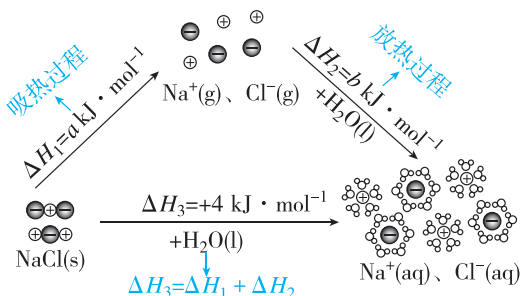 吸热过程
ΔH₁=a kJ·mol⁻¹
Na⁺(g)、Cl⁻(g)
放热过程
ΔH₂=b kJ·mol⁻¹
+H₂O(l)
NaCl(s)
ΔH₃=+4 kJ·mol⁻¹
+H₂O(l)
ΔH₃=ΔH₁+ΔH₂
Na⁺(aq)、Cl⁻(aq)